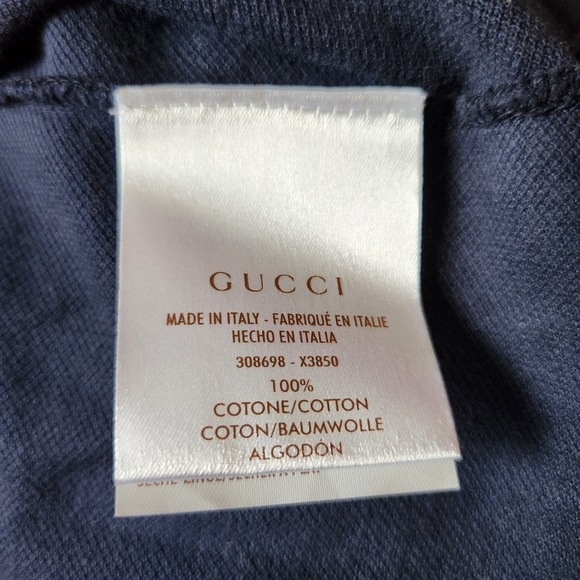 GUCCI
MADE IN ITALY - FABRIQUÉ EN ITALIE
HECHO EN ITALIA
308698 - X3850
100%
COTONE/COTTON
COTON/BAUMWOLLE
ALGODÓN